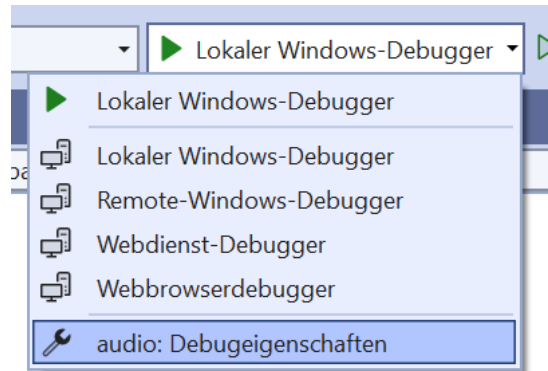 Lokaler Windows-Debugger
Lokaler Windows-Debugger
Lokaler Windows-Debugger
Remote-Windows-Debugger
Webdienst-Debugger
Webbrowserdebugger
audio: Debugeigenschaften